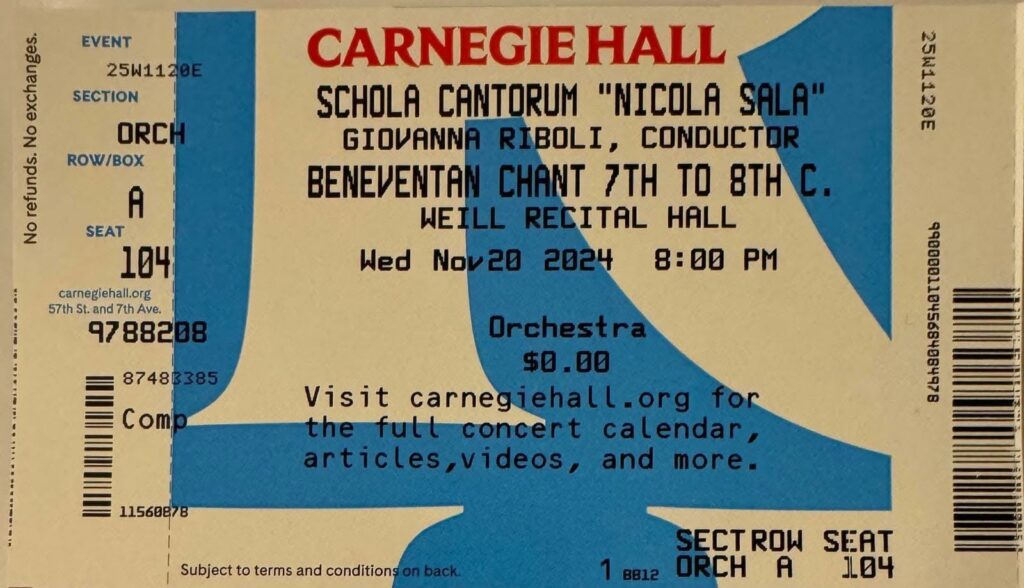 No refunds. No exchanges.
EVENT
25W1120E
SECTION
ORCH
ROW/BOX
A
SEAT
104
carnegiehall.org
57th St. and 7th Ave.
9788208
87483385
Comp
11560878
CARNEGIE HALL
SCHOLA CANTORUM "NICOLA SALA"
GIOVANNA RIBOLI, CONDUCTOR
BENEVENTAN CHANT 7TH TO 8TH C.
WEILL RECITAL HALL
Wed Nov 20 2024 8:00 PM
Orchestra
$0.00
Visit carnegiehall.org for
the full concert calendar,
articles,videos, and more.
Subject to terms and conditions on back.
SECT ROW SEAT
1 BB12 ORCH A 104
25W1120E